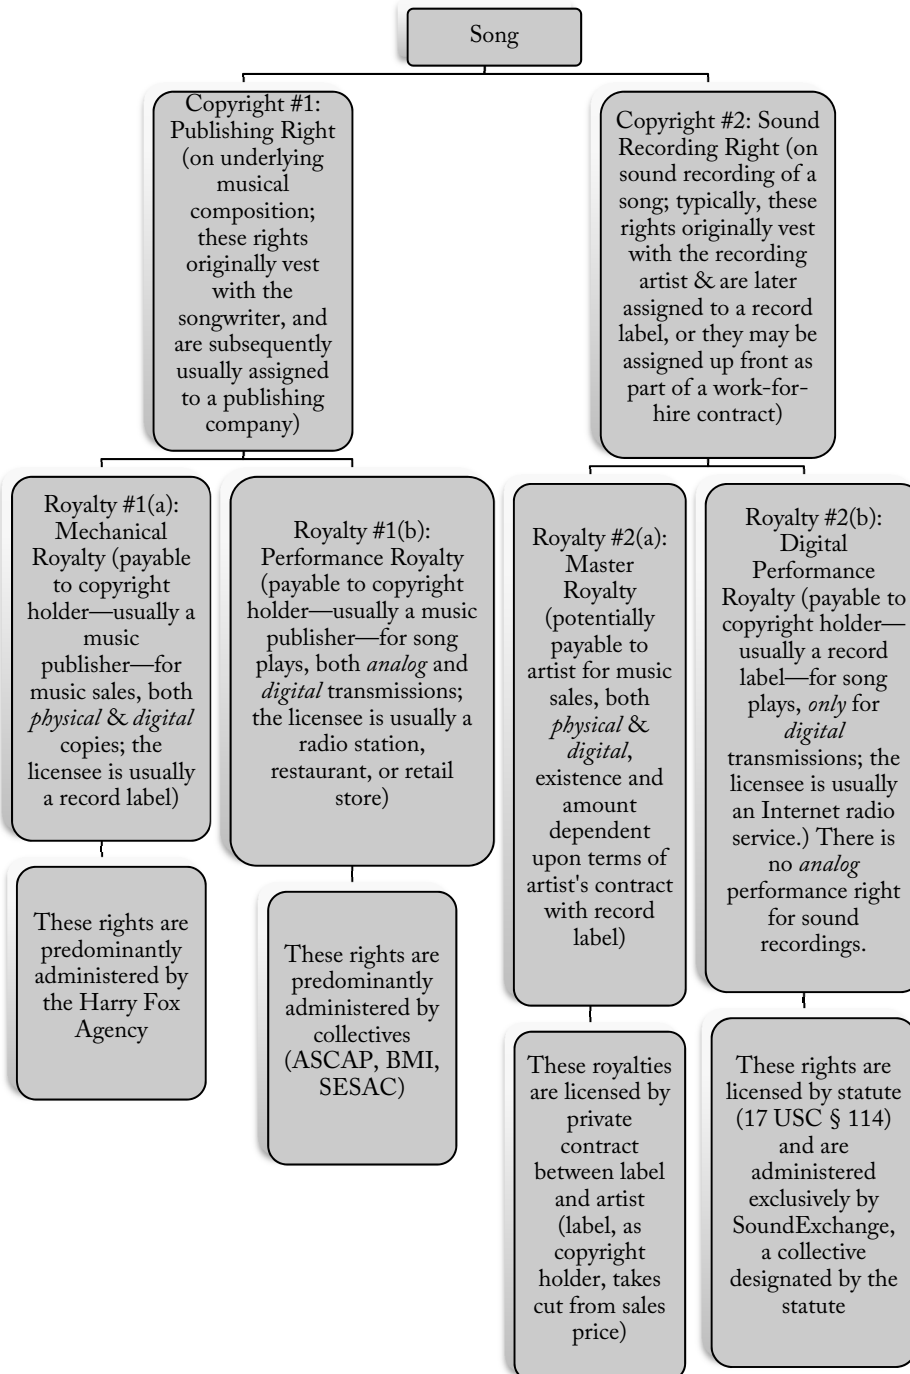 Song
Copyright #1:
Publishing Right
(on underlying
musical
composition;
these rights
originally vest
with the
songwriter, and
are subsequently
usually assigned
to a publishing
company)
Copyright #2: Sound
Recording Right (on
sound recording of a
song; typically, these
rights originally vest
with the recording
artist & are later
assigned to a record
label, or they may be
assigned up front as
part of a work-for-
hire contract)
Royalty #1(a):
Mechanical
Royalty (payable
to copyright
holder—usually a
music
publisher—for
music sales, both
physical & digital
copies; the
licensee is usually
a record label)
Royalty #1(b):
Performance Royalty
(payable to copyright
holder—usually a music
publisher—for song
plays, both analog and
digital transmissions;
the licensee is usually a
radio station,
restaurant, or retail
store)
Royalty #2(a):
Master
Royalty
(potentially
payable to
artist for music
sales, both
physical &
digital,
existence and
amount
dependent
upon terms of
artist's contract
with record
label)
Royalty #2(b):
Digital
Performance
Royalty (payable to
copyright holder—
usually a record
label—for song
plays, only for
digital
transmissions; the
licensee is usually
an Internet radio
service.) There is
no analog
performance right
for sound
recordings.
These rights are
predominantly
administered by
the Harry Fox
Agency
These rights are
predominantly
administered by
collectives
(ASCAP, BMI,
SESAC)
These royalties
are licensed by
private
contract
between label
and artist
(label, as
copyright
holder, takes
cut from sales
price)
These rights are
licensed by statute
(17 USC § 114)
and are
administered
exclusively by
SoundExchange,
a collective
designated by the
statute